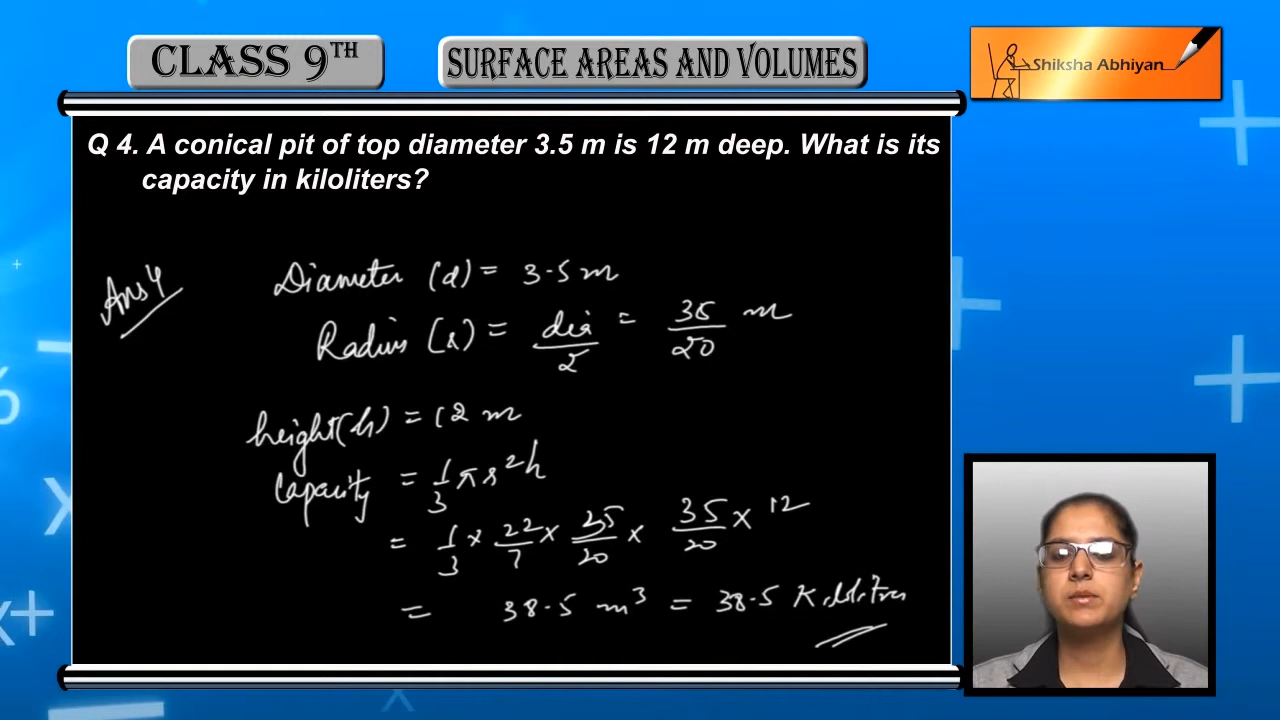 CLASS 9TH
SURFACE AREAS AND VOLUMES
Shiksha Abhiyan
Q 4. A conical pit of top diameter 3.5 m is 12 m deep. What is its
capacity in kiloliters?
Ans 4
Diameter (d) = 3.5 m
Radius (r) = dia/2 = 35/20 m
height(h) = 12 m
Capacity = 1/3 πr²h
= 1/3 × 22/7 × 35/20 × 35/20 × 12
= 38.5 m³ = 38.5 Kiloliters